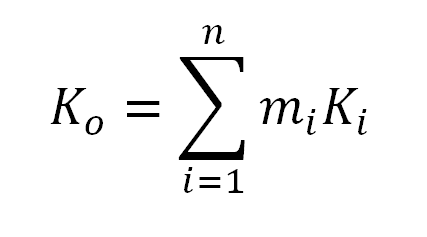 K_o = \sum_{i=1}^{n} m_i K_i